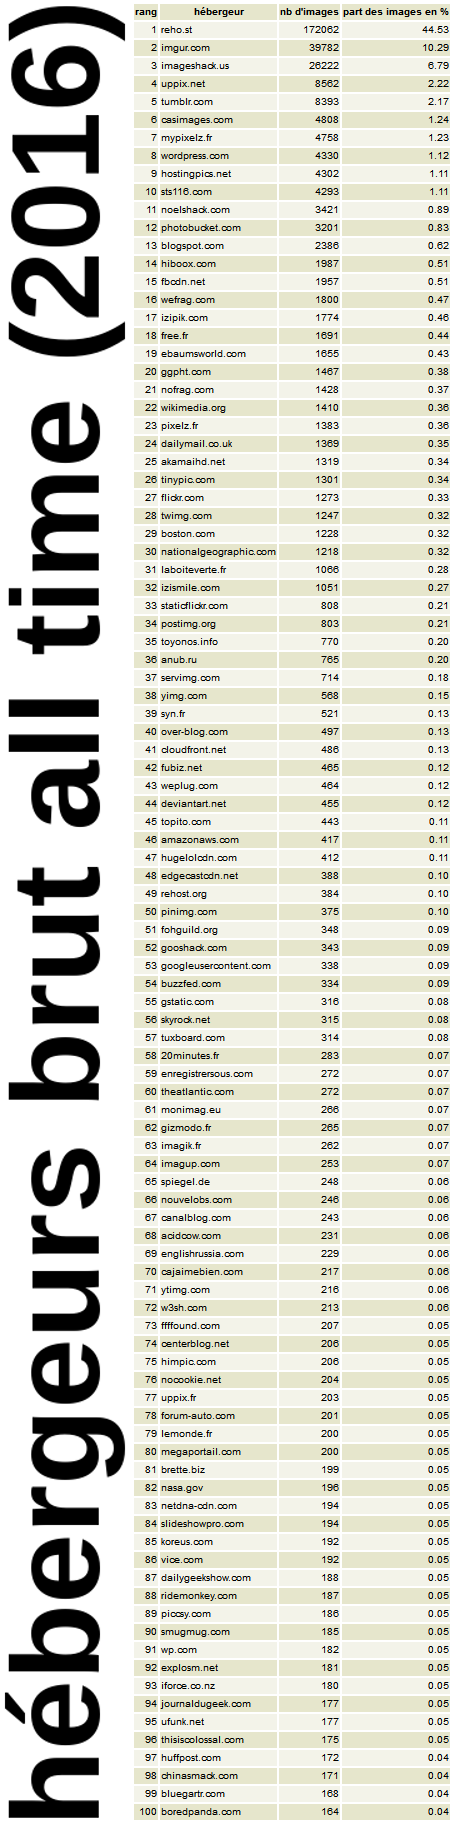 hébergeurs brut all time (2016)
rang hébergeur nb d'images part des images en %
1 reho.st 172062 44.53
2 imgur.com 39782 10.29
3 imageshack.us 26222 6.79
4 uppix.net 8562 2.22
5 tumblr.com 8393 2.17
6 casimages.com 4808 1.24
7 mypixelz.fr 4758 1.23
8 wordpress.com 4330 1.12
9 hostingpics.net 4302 1.11
10 sts116.com 4293 1.11
11 noelshack.com 3421 0.89
12 photobucket.com 3201 0.83
13 blogspot.com 2386 0.62
14 hiboox.com 1987 0.51
15 fbcdn.net 1957 0.51
16 wefrag.com 1800 0.47
17 izipik.com 1774 0.46
18 free.fr 1691 0.44
19 ebaumsworld.com 1655 0.43
20 ggpht.com 1467 0.38
21 nofrag.com 1428 0.37
22 wikimedia.org 1410 0.36
23 pixelz.fr 1383 0.36
24 dailymail.co.uk 1369 0.35
25 akamaihd.net 1319 0.34
26 tinypic.com 1301 0.34
27 flickr.com 1273 0.33
28 twimg.com 1247 0.32
29 boston.com 1228 0.32
30 nationalgeographic.com 1218 0.32
31 laboiteverte.fr 1066 0.28
32 izismile.com 1051 0.27
33 staticflickr.com 808 0.21
34 postimg.org 803 0.21
35 toyonos.info 770 0.20
36 anub.ru 765 0.20
37 servimg.com 714 0.18
38 yimg.com 568 0.15
39 syn.fr 521 0.13
40 over-blog.com 497 0.13
41 cloudfront.net 486 0.13
42 fubiz.net 465 0.12
43 weplug.com 464 0.12
44 deviantart.net 455 0.12
45 topito.com 443 0.11
46 amazonaws.com 417 0.11
47 hugelolcdn.com 412 0.11
48 edgecastcdn.net 388 0.10
49 rehost.org 384 0.10
50 pinimg.com 375 0.10
51 fohguild.org 348 0.09
52 gooshack.com 343 0.09
53 googleusercontent.com 338 0.09
54 buzzfed.com 334 0.09
55 gstatic.com 316 0.08
56 skyrock.net 315 0.08
57 tuxboard.com 314 0.08
58 20minutes.fr 283 0.07
59 enregistrersous.com 272 0.07
60 theatlantic.com 272 0.07
61 monimag.eu 266 0.07
62 gizmodo.fr 265 0.07
63 imagik.fr 262 0.07
64 imagup.com 253 0.07
65 spiegel.de 248 0.06
66 nouvelobs.com 246 0.06
67 canalblog.com 243 0.06
68 acidcow.com 231 0.06
69 englishrussia.com 229 0.06
70 cajaimebien.com 217 0.06
71 ytimg.com 216 0.06
72 w3sh.com 213 0.06
73 ffffound.com 207 0.05
74 centerblog.net 206 0.05
75 himpic.com 206 0.05
76 nocookie.net 204 0.05
77 uppix.fr 203 0.05
78 forum-auto.com 201 0.05
79 lemonde.fr 200 0.05
80 megaportail.com 200 0.05
81 brette.biz 199 0.05
82 nasa.gov 196 0.05
83 netdna-cdn.com 194 0.05
84 slideshowpro.com 194 0.05
85 koreus.com 192 0.05
86 vice.com 192 0.05
87 dailygeekshow.com 188 0.05
88 ridemonkey.com 187 0.05
89 piccsy.com 186 0.05
90 smugmug.com 185 0.05
91 wp.com 182 0.05
92 explosm.net 181 0.05
93 iforce.co.nz 180 0.05
94 journaldugeek.com 177 0.05
95 ufunk.net 177 0.05
96 thisiscolossal.com 175 0.05
97 huffpost.com 172 0.04
98 chinasmack.com 171 0.04
99 bluegartr.com 168 0.04
100 boredpanda.com 164 0.04